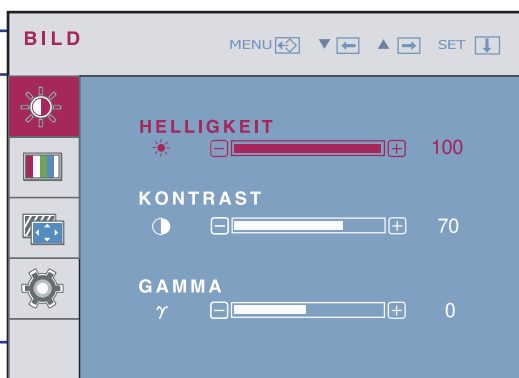 BILD
MENU ▼ ▲ SET
HELLIGKEIT
100
KONTRAST
70
GAMMA
γ 0